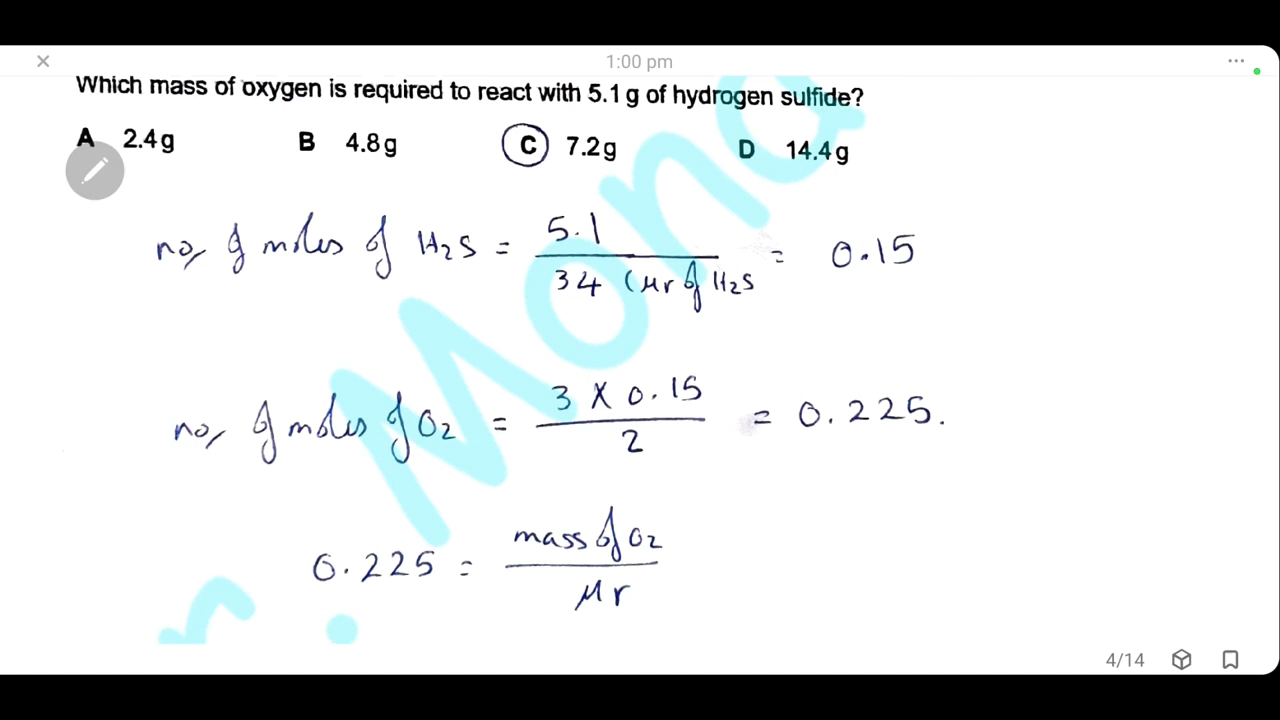 1:00 pm
Which mass of oxygen is required to react with 5.1 g of hydrogen sulfide?
A 2.4 g B 4.8 g C 7.2 g D 14.4 g
no, of moles of H2S = 5.1 / 34 (Mr of H2S = 0.15
no, of moles of O2 = 3 X 0.15 / 2 = 0.225.
0.225 = mass of O2 / Mr
r. Mona
4/14